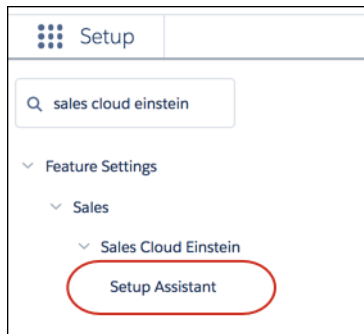 Setup
sales cloud einstein
Feature Settings
Sales
Sales Cloud Einstein
Setup Assistant